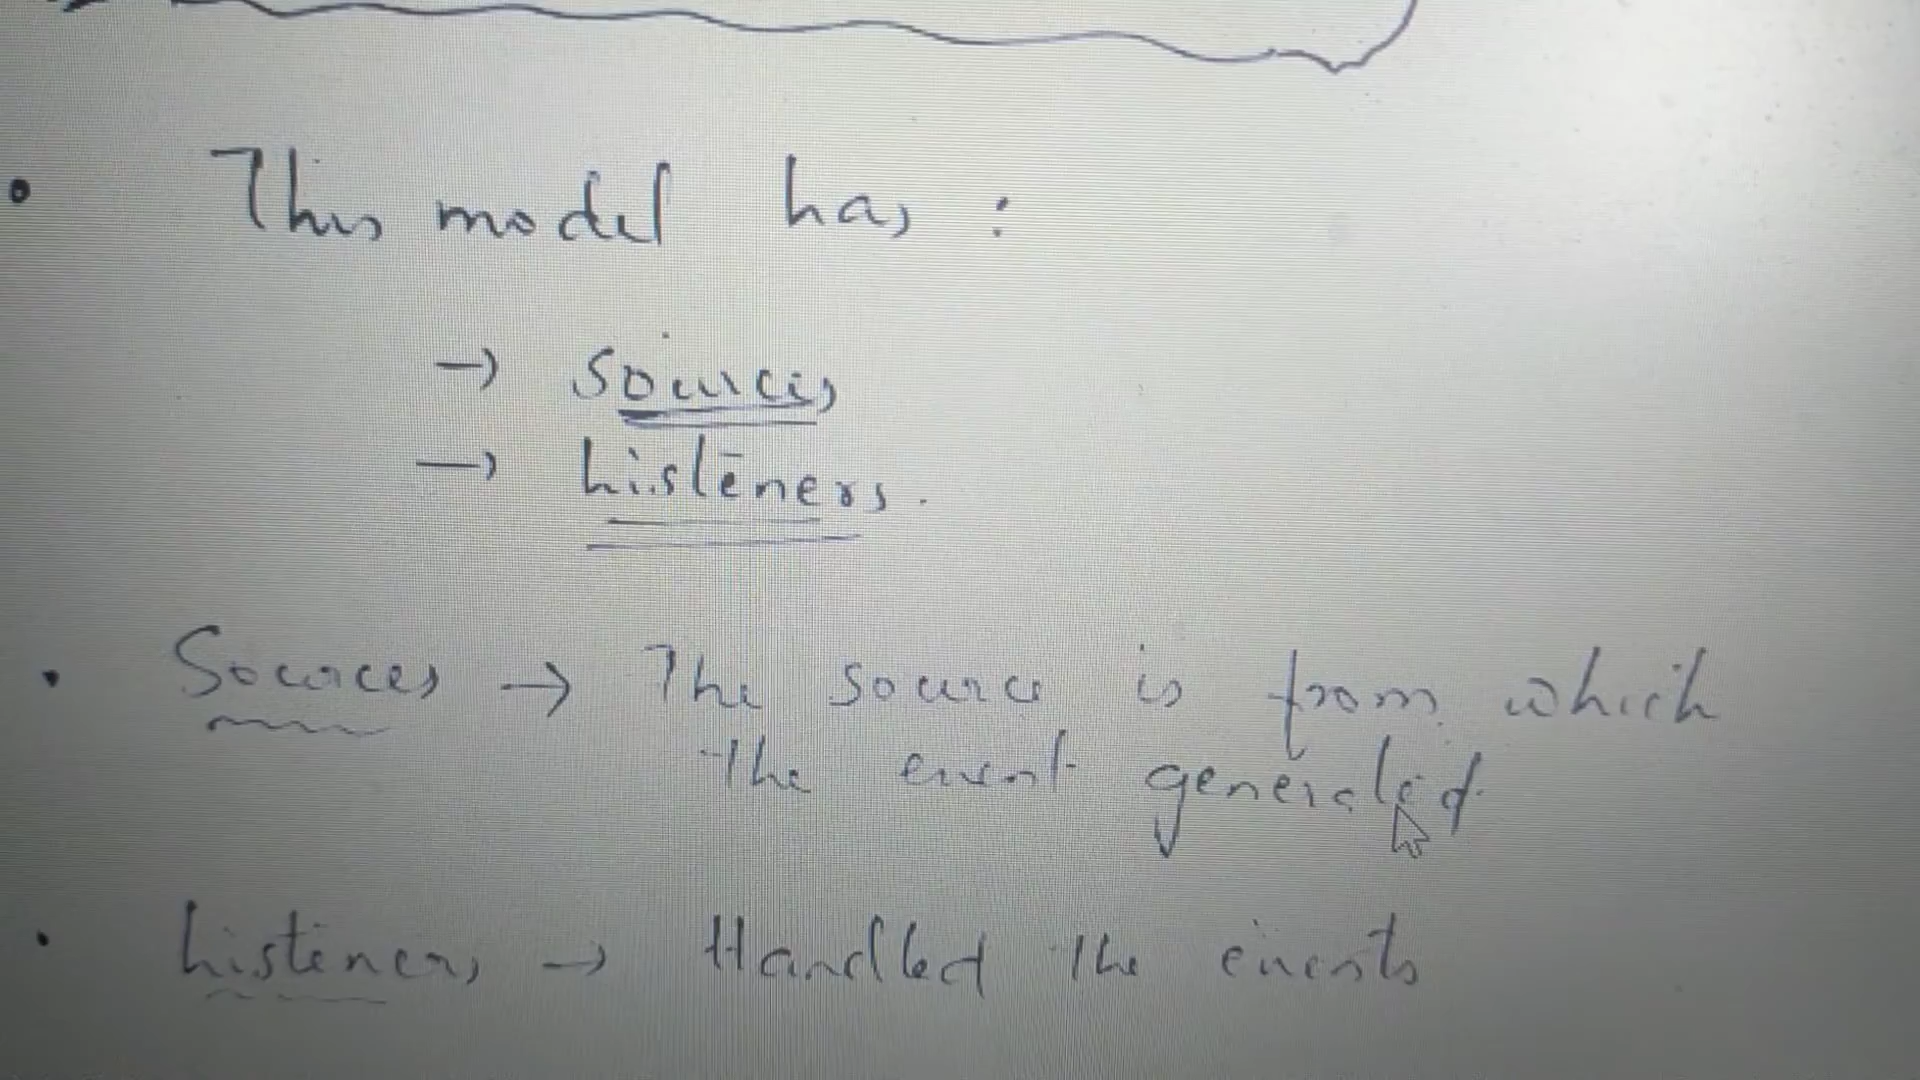 • This model has :
→ Sources
→ Listeners.
• Sources → The source is from which
the event generated
• Listeners → Handled the events